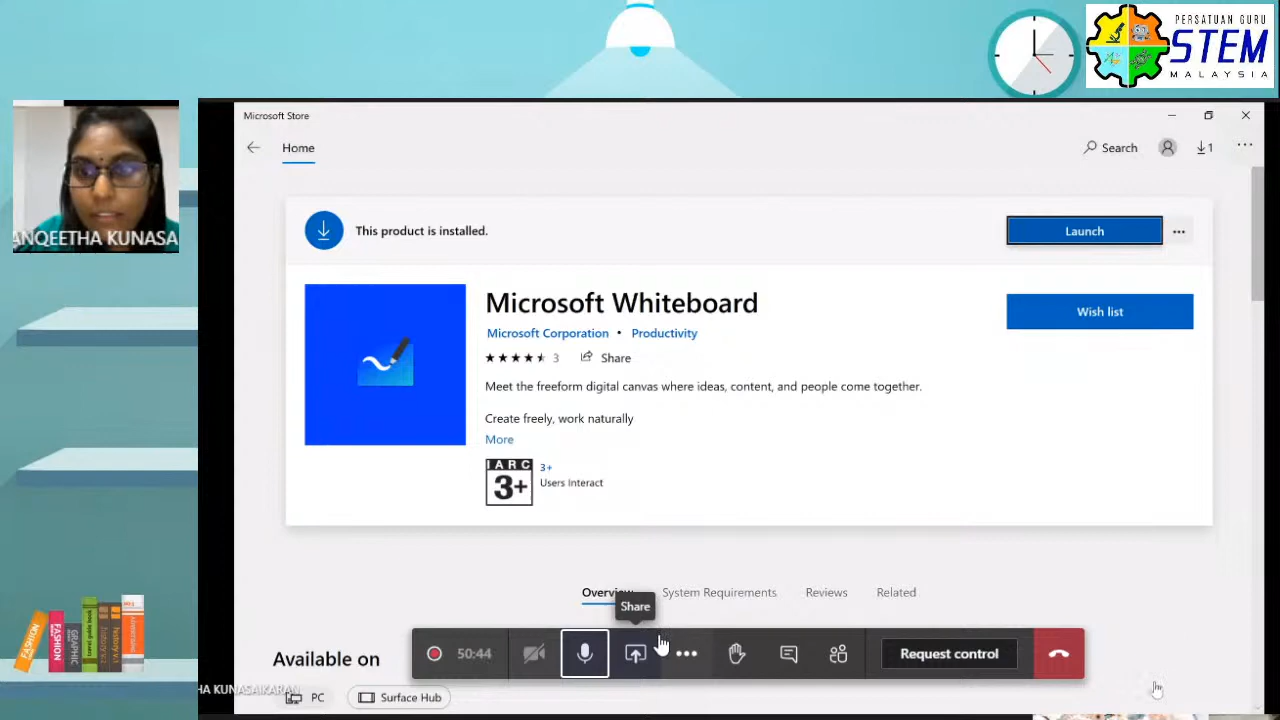 PERSATUAN GURU
STEM
MALAYSIA
ANQEETHA KUNASA
Microsoft Store
Home
Search
1
This product is installed.
Launch
Microsoft Whiteboard
Microsoft Corporation • Productivity
3 Share
Wish list
Meet the freeform digital canvas where ideas, content, and people come together.
Create freely, work naturally
More
IARC
3+
3+
Users Interact
Overview
System Requirements
Reviews
Related
Share
50:44
Request control
Available on
HA KUNASAIKARAN
PC
Surface Hub
FASHION
FASHION
GRAPHIC